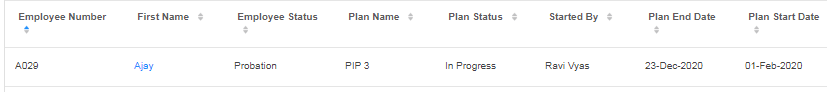 Employee Number First Name Employee Status Plan Name Plan Status Started By Plan End Date Plan Start Date
A029 Ajay Probation PIP 3 In Progress Ravi Vyas 23-Dec-2020 01-Feb-2020